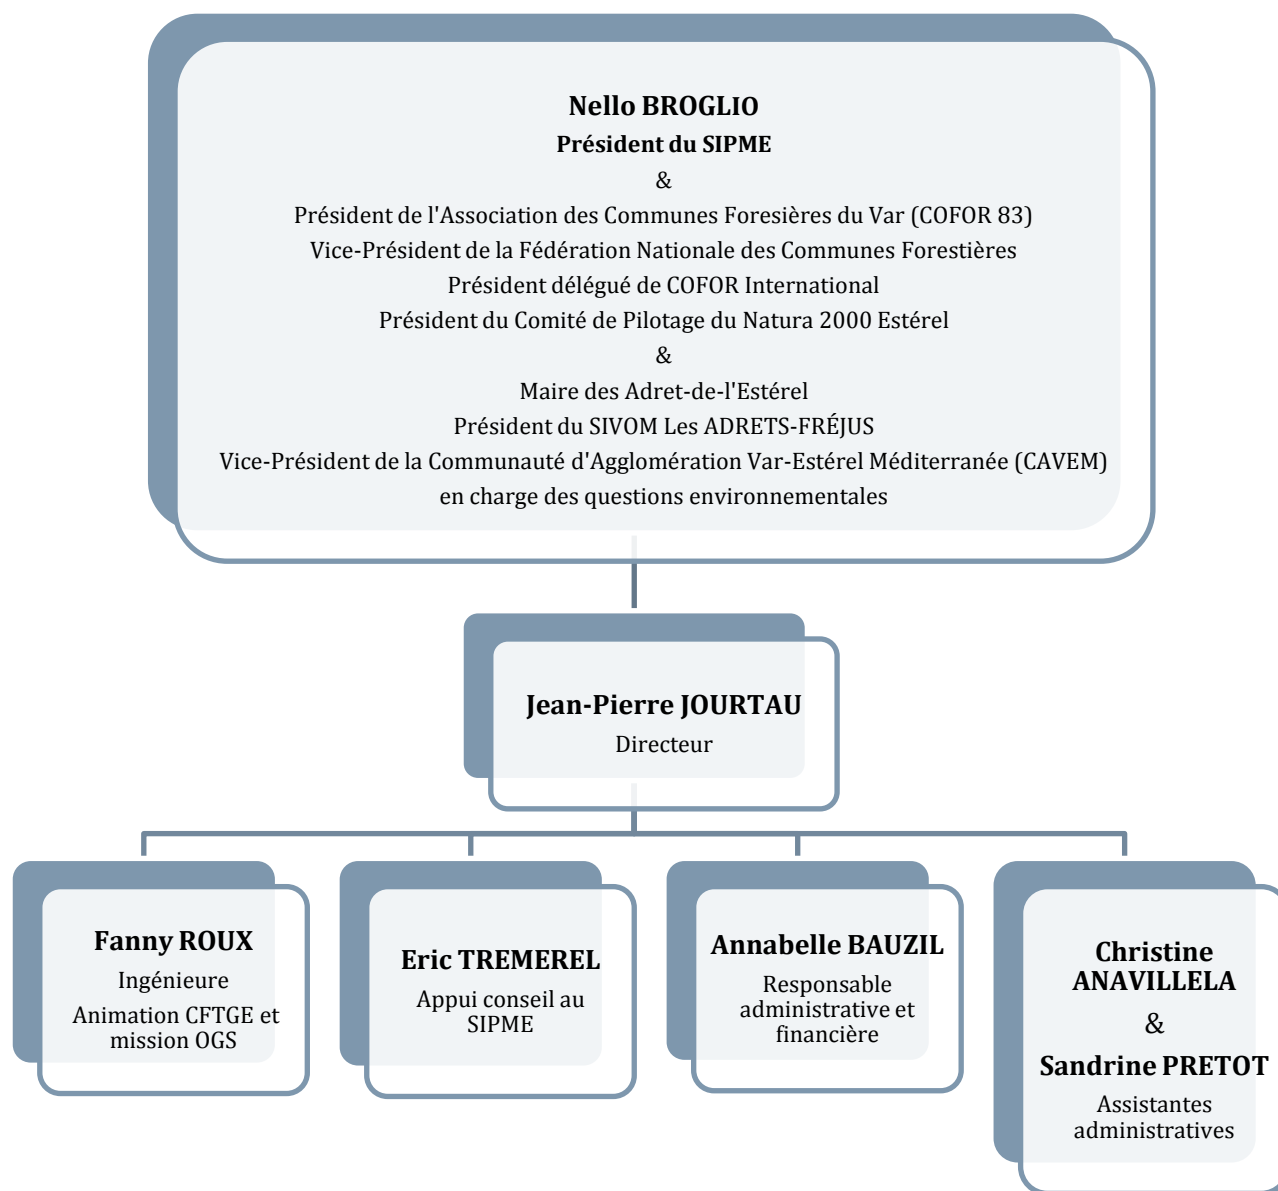 Nello BROGLIO
Président du SIPME
&
Président de l'Association des Communes Foresières du Var (COFOR 83)
Vice-Président de la Fédération Nationale des Communes Forestières
Président délégué de COFOR International
Président du Comité de Pilotage du Natura 2000 Estérel
&
Maire des Adret-de-l'Estérel
Président du SIVOM Les ADRETS-FRÉJUS
Vice-Président de la Communauté d'Agglomération Var-Estérel Méditerranée (CAVEM)
en charge des questions environnementales
Jean-Pierre JOURTAU
Directeur
Fanny ROUX
Ingénieure
Animation CFTGE et
mission OGS
Eric TREMEREL
Appui conseil au
SIPME
Annabelle BAUZIL
Responsable
administrative et
financière
Christine
ANAVILLELA
&
Sandrine PRETOT
Assistantes
administratives